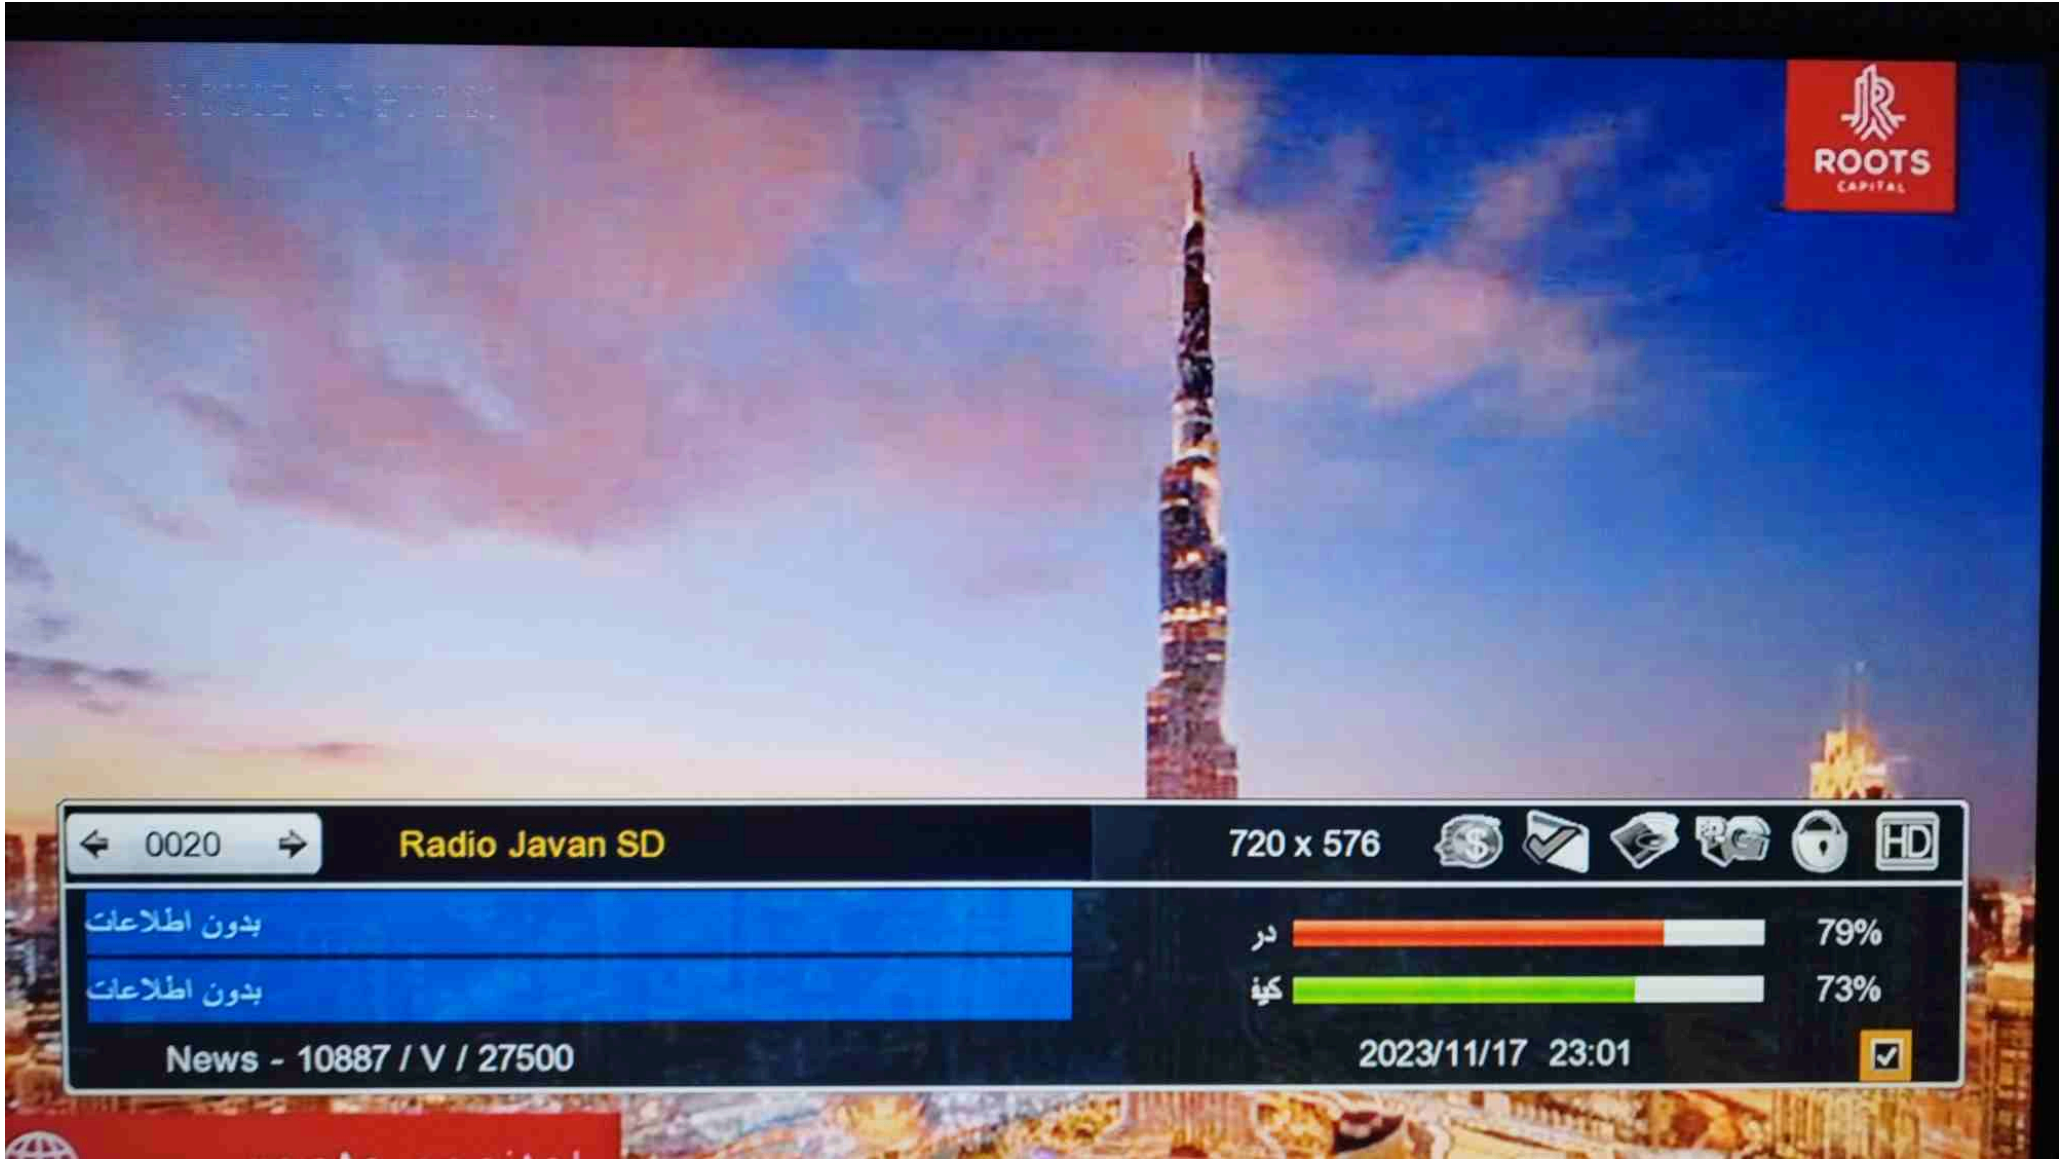 ROOTS
CAPITAL
0020
Radio Javan SD
720 x 576
HD
بدون اطلاعات
در
79%
بدون اطلاعات
کیف
73%
News - 10887 / V / 27500
2023/11/17 23:01